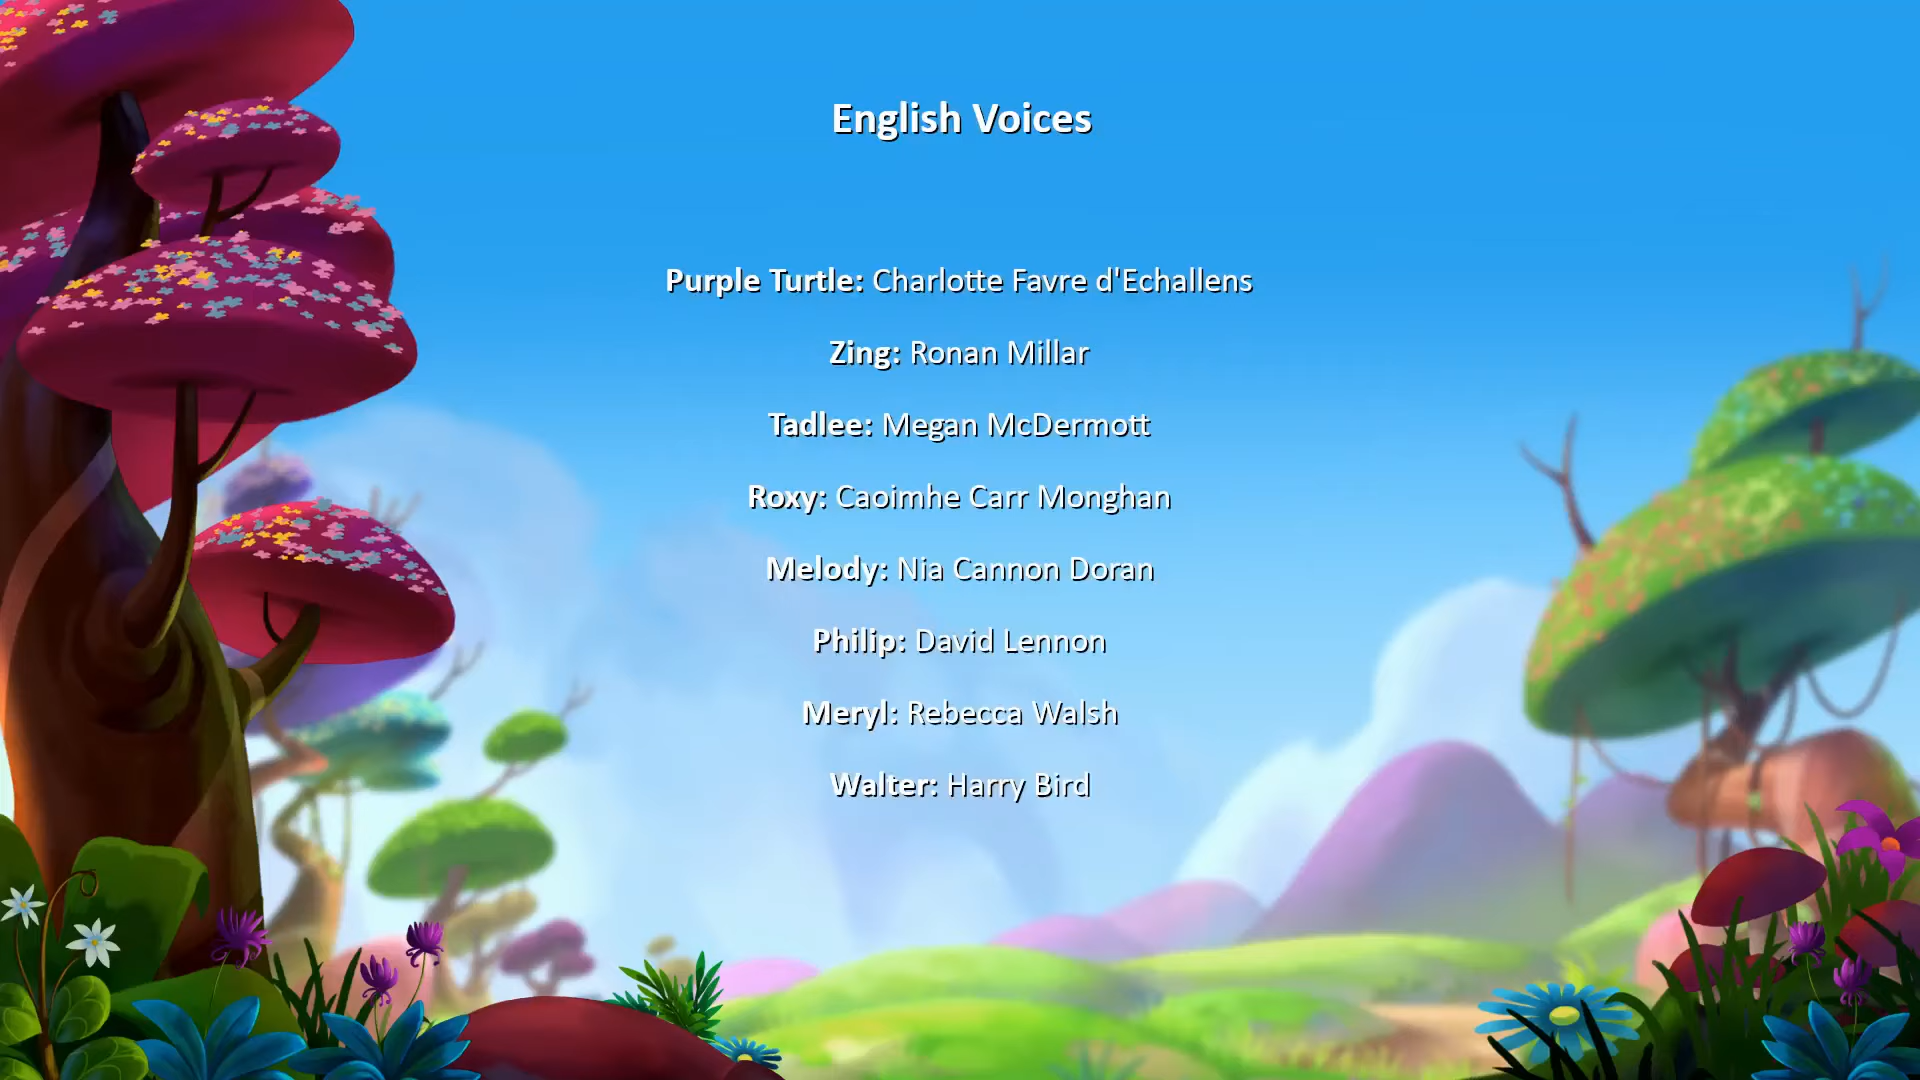 English Voices
Purple Turtle: Charlotte Favre d'Echallens
Zing: Ronan Millar
Tadlee: Megan McDermott
Roxy: Caoimhe Carr Monghan
Melody: Nia Cannon Doran
Philip: David Lennon
Meryl: Rebecca Walsh
Walter: Harry Bird